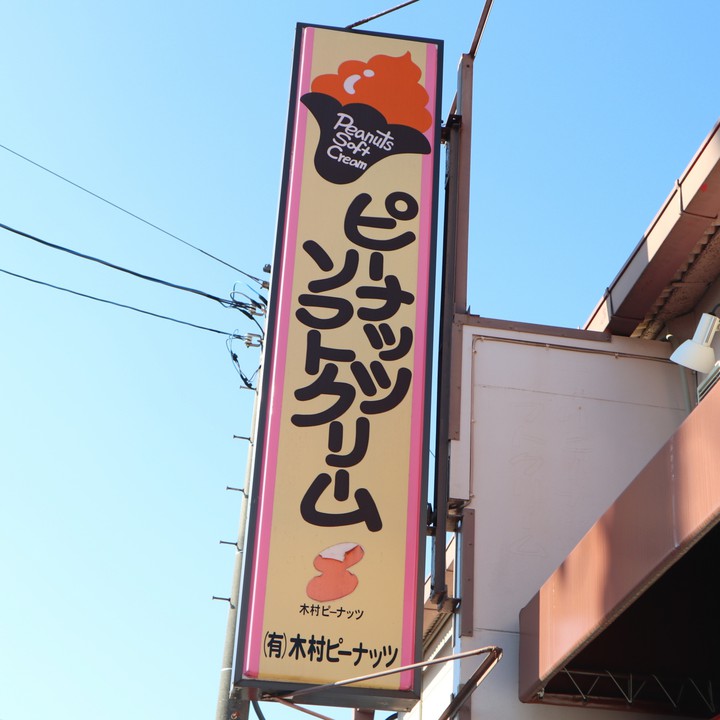 Peanuts
Soft
Cream
ピーナッツ
ソフトクリーム
木村ピーナッツ
(有)木村ピーナッツ